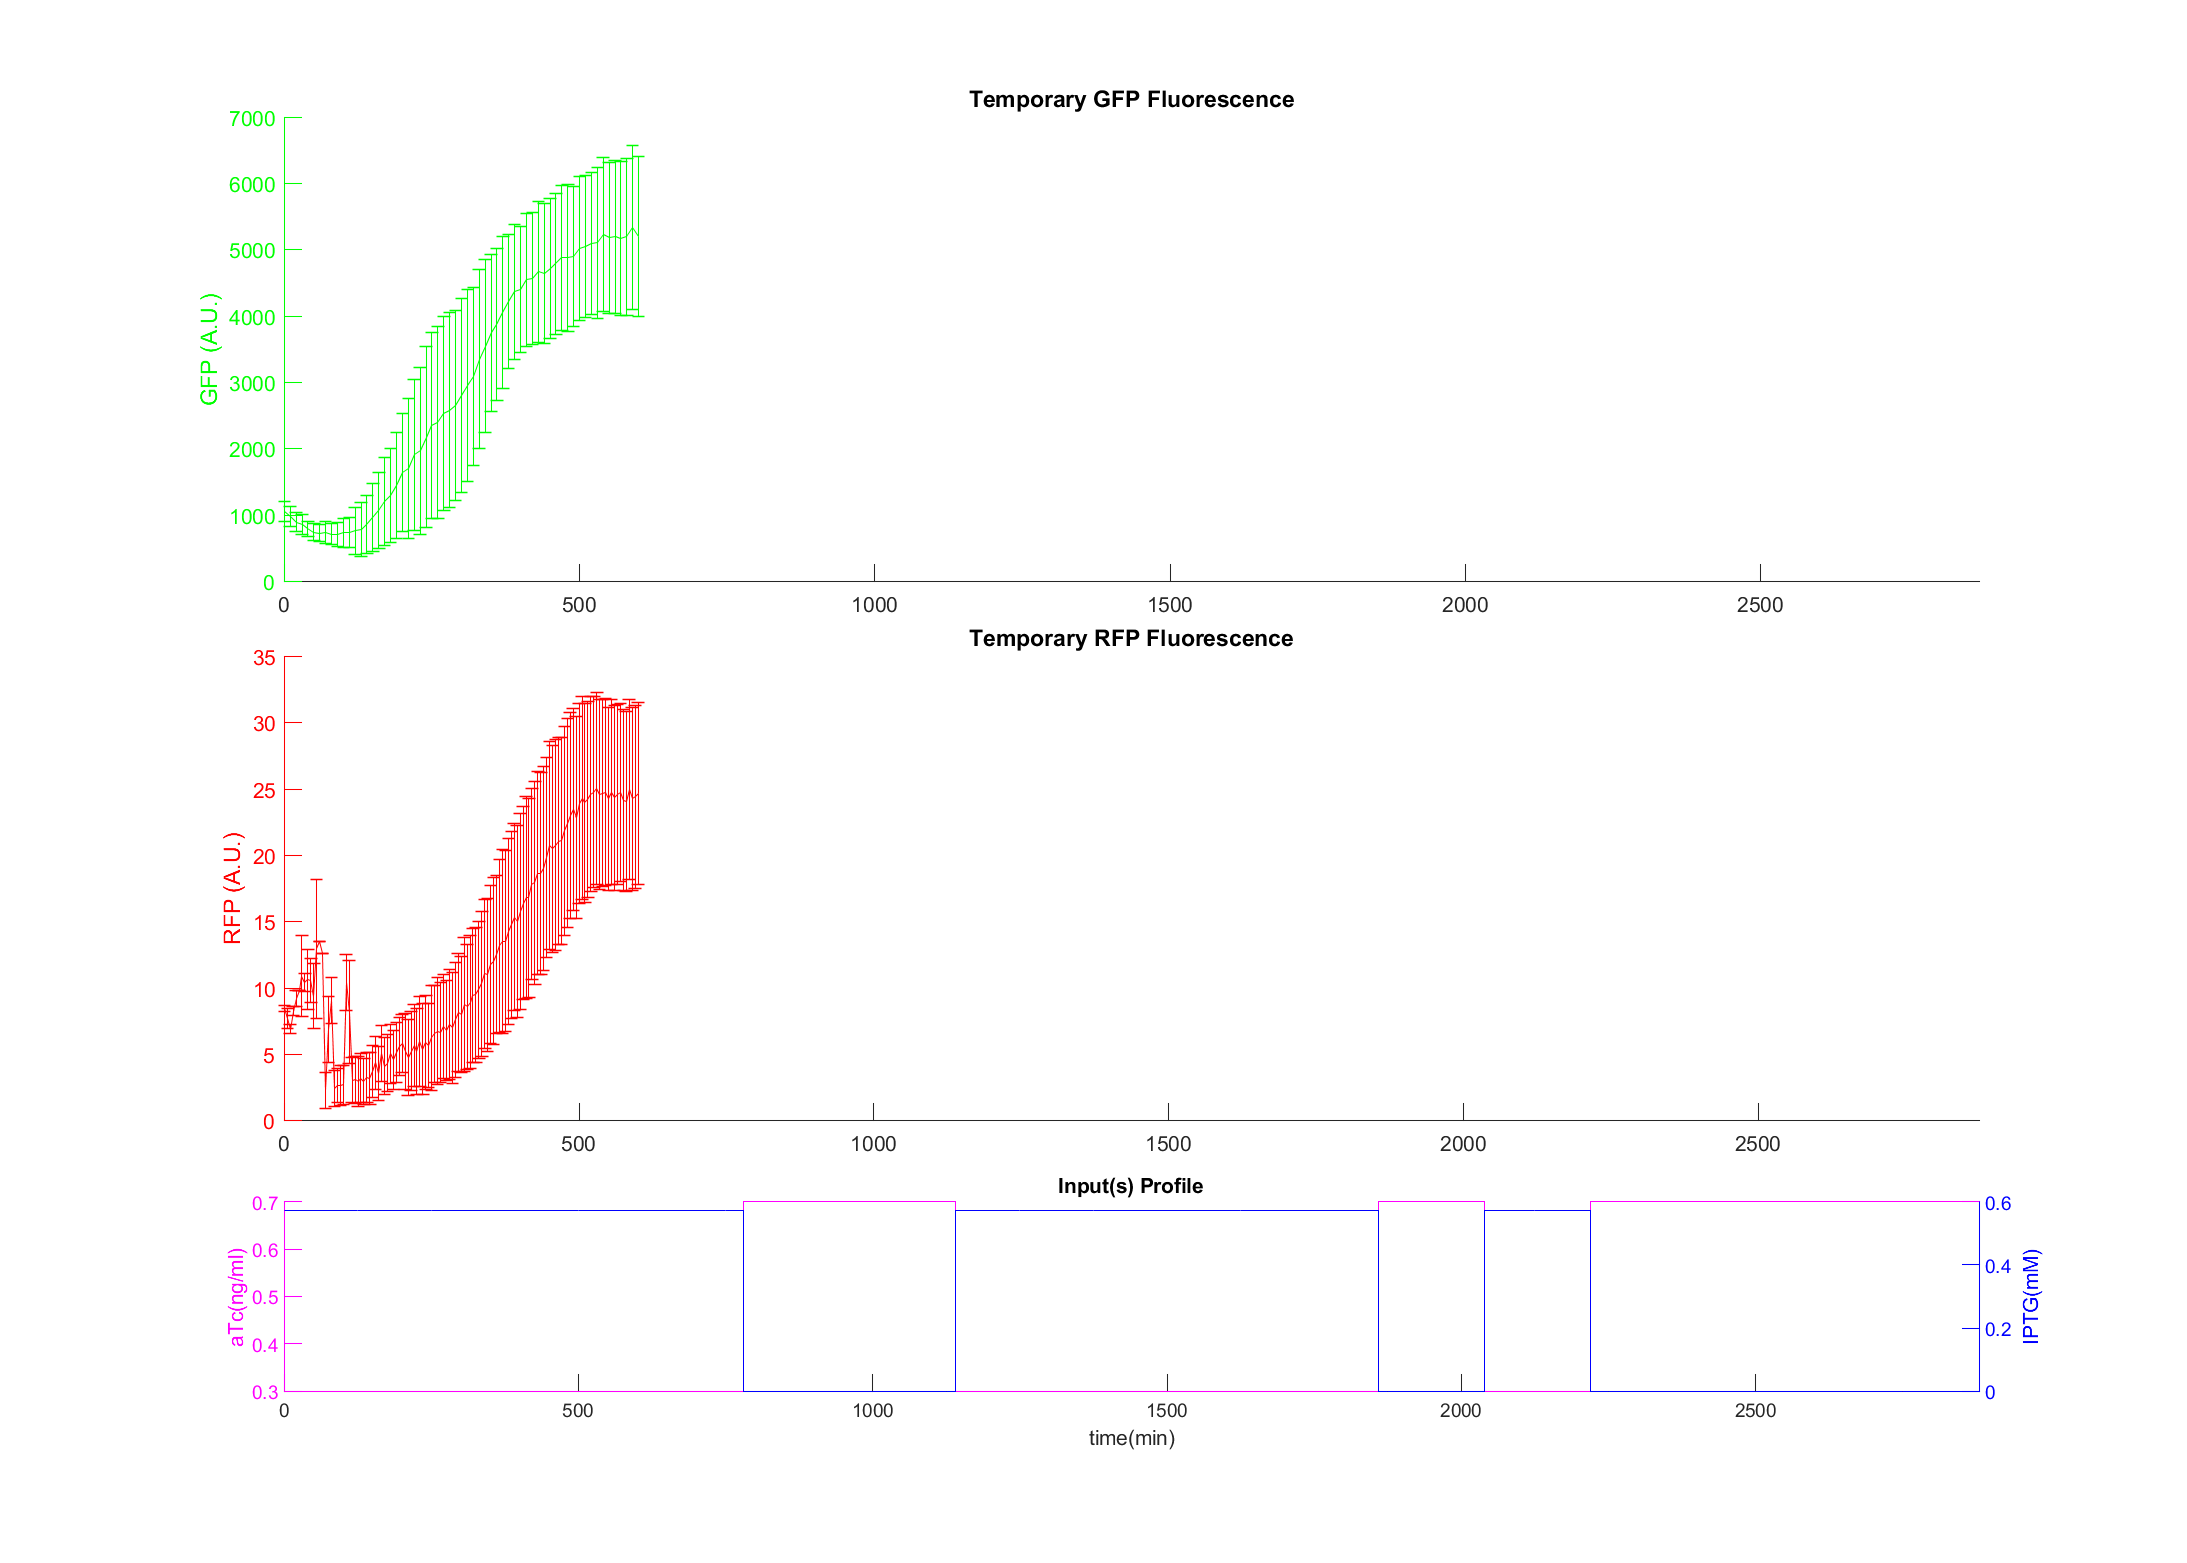 Temporary GFP Fluorescence
7000
6000
5000
4000
3000
2000
1000
0
GFP (A.U.)
0 500 1000 1500 2000 2500
Temporary RFP Fluorescence
35
30
25
20
15
10
5
0
RFP (A.U.)
0 500 1000 1500 2000 2500
Input(s) Profile
0.7
0.6
0.5
0.4
0.3
aTc(ng/ml)
0.6
0.4
0.2
0
IPTG(mM)
0 500 1000 1500 2000 2500
time(min)